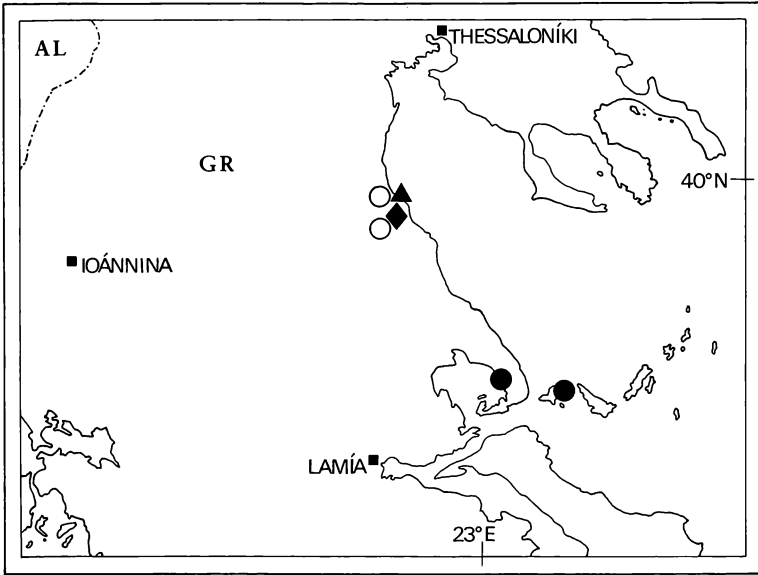 AL
THESSALONÍKI
GR
40°N
IOÁNNINA
LAMÍA
23°E